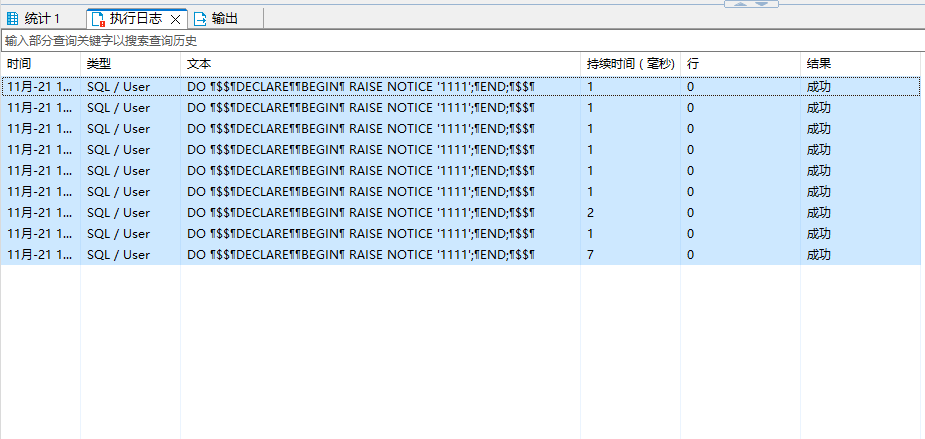 统计 1 执行日志 输出
输入部分查询关键字以搜索查询历史
时间 类型 文本 持续时间 ( 毫秒) 行 结果
11月-21 1... SQL / User DO ¶$$¶DECLARE¶¶BEGIN¶ RAISE NOTICE '1111';¶END;¶$$¶ 1 0 成功
11月-21 1... SQL / User DO ¶$$¶DECLARE¶¶BEGIN¶ RAISE NOTICE '1111';¶END;¶$$¶ 1 0 成功
11月-21 1... SQL / User DO ¶$$¶DECLARE¶¶BEGIN¶ RAISE NOTICE '1111';¶END;¶$$¶ 1 0 成功
11月-21 1... SQL / User DO ¶$$¶DECLARE¶¶BEGIN¶ RAISE NOTICE '1111';¶END;¶$$¶ 1 0 成功
11月-21 1... SQL / User DO ¶$$¶DECLARE¶¶BEGIN¶ RAISE NOTICE '1111';¶END;¶$$¶ 1 0 成功
11月-21 1... SQL / User DO ¶$$¶DECLARE¶¶BEGIN¶ RAISE NOTICE '1111';¶END;¶$$¶ 1 0 成功
11月-21 1... SQL / User DO ¶$$¶DECLARE¶¶BEGIN¶ RAISE NOTICE '1111';¶END;¶$$¶ 2 0 成功
11月-21 1... SQL / User DO ¶$$¶DECLARE¶¶BEGIN¶ RAISE NOTICE '1111';¶END;¶$$¶ 1 0 成功
11月-21 1... SQL / User DO ¶$$¶DECLARE¶¶BEGIN¶ RAISE NOTICE '1111';¶END;¶$$¶ 7 0 成功